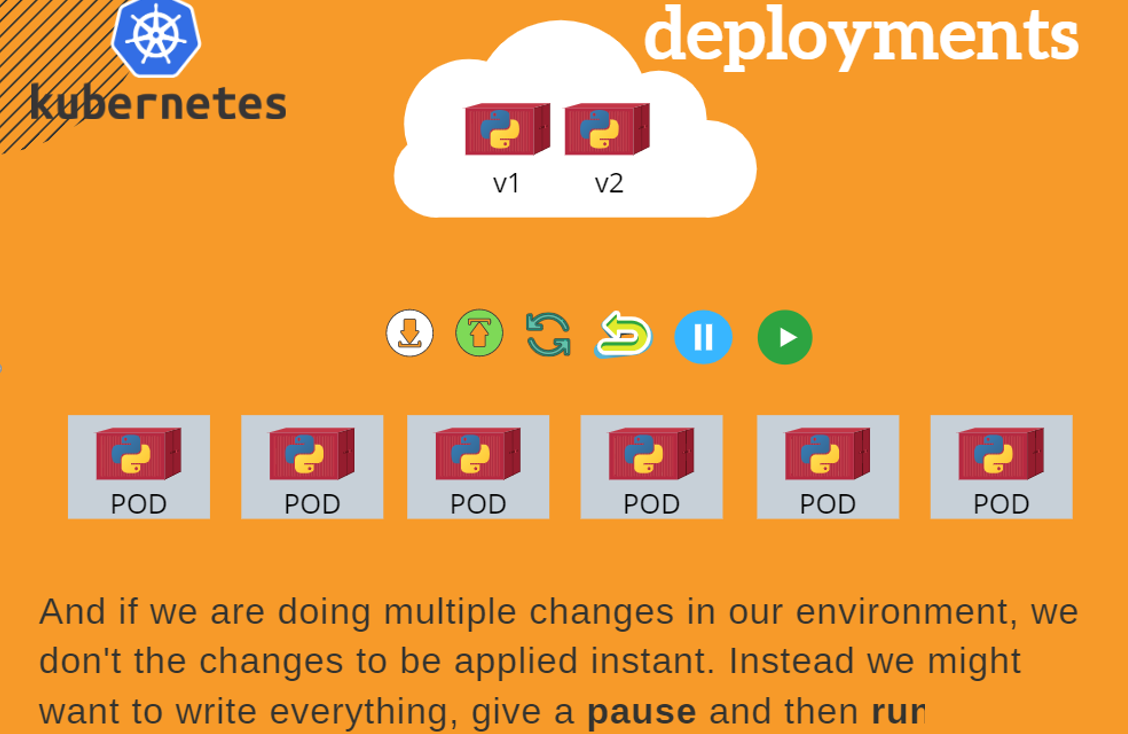 kubernetes
deployments
v1 v2
POD POD POD POD POD POD
And if we are doing multiple changes in our environment, we
don't the changes to be applied instant. Instead we might
want to write everything, give a pause and then run